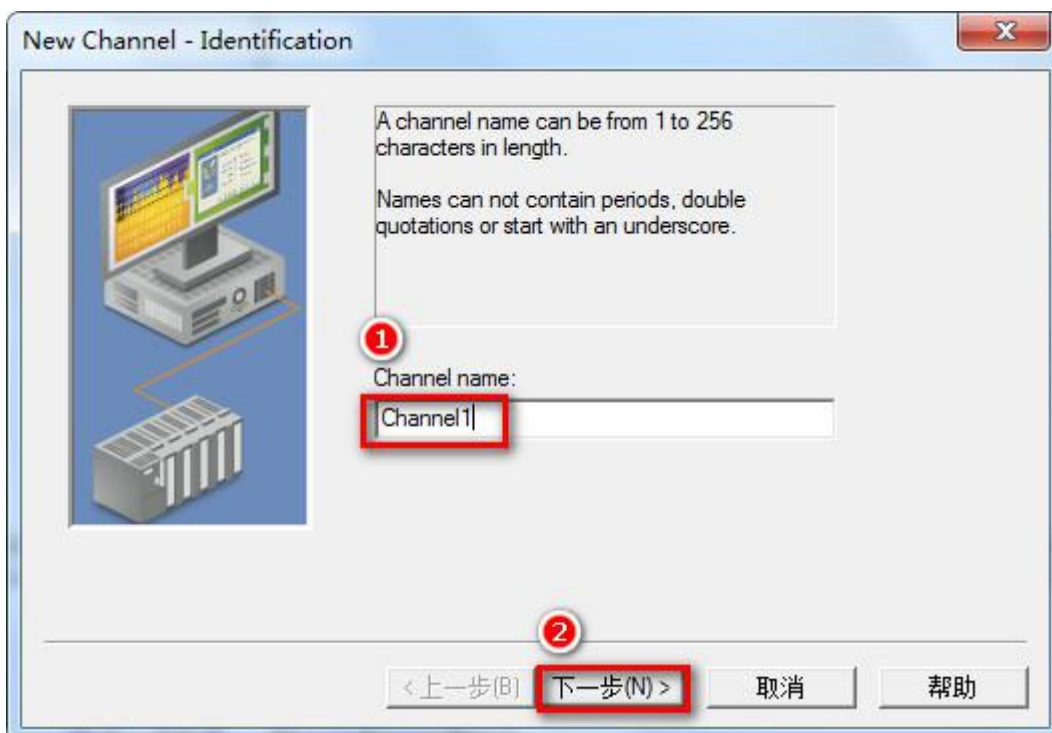 New Channel - Identification
A channel name can be from 1 to 256
characters in length.
Names can not contain periods, double
quotations or start with an underscore.
1
Channel name:
Channel1
2
<上一步(B) 下一步(N) > 取消 帮助